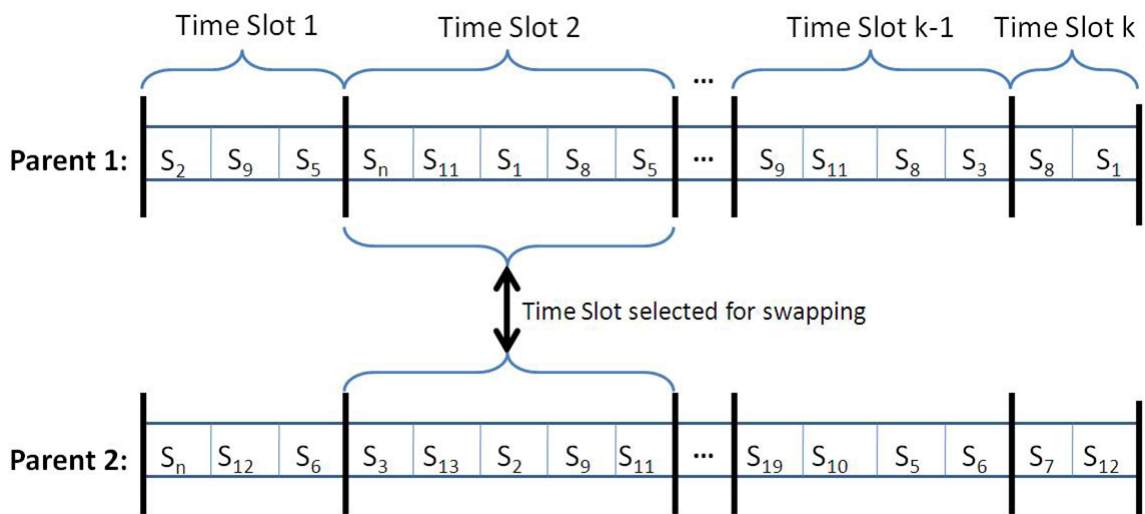 Time Slot 1 Time Slot 2 Time Slot k-1 Time Slot k
...
Parent 1: S2 S9 S5 Sn S11 S1 S8 S5 ... S9 S11 S8 S3 S8 S1
Time Slot selected for swapping
Parent 2: Sn S12 S6 S3 S13 S2 S9 S11 ... S19 S10 S5 S6 S7 S12